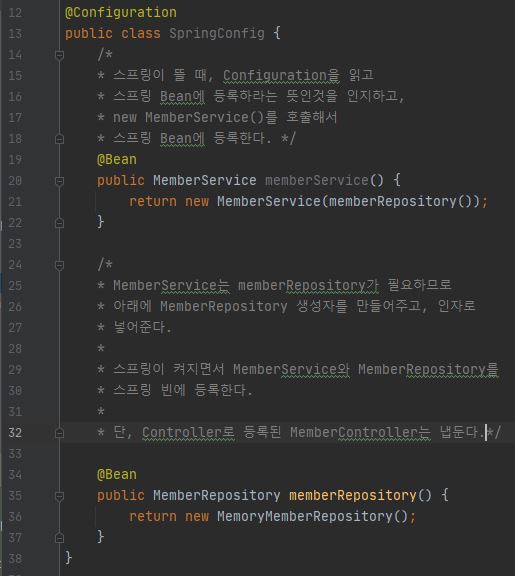 12 @Configuration
13 public class SpringConfig {
14 /*
15 * 스프링이 뜰 때, Configuration을 읽고
16 * 스프링 Bean에 등록하라는 뜻인것을 인지하고,
17 * new MemberService()를 호출해서
18 * 스프링 Bean에 등록한다. */
19 @Bean
20 public MemberService memberService() {
21 return new MemberService(memberRepository());
22 }
23
24 /*
25 * MemberService는 memberRepository가 필요하므로
26 * 아래에 MemberRepository 생성자를 만들어주고, 인자로
27 * 넣어준다.
28 *
29 * 스프링이 켜지면서 MemberService와 MemberRepository를
30 * 스프링 빈에 등록한다.
31 *
32 * 단, Controller로 등록된 MemberController는 냅둔다.*/
33
34 @Bean
35 public MemberRepository memberRepository() {
36 return new MemoryMemberRepository();
37 }
38 }